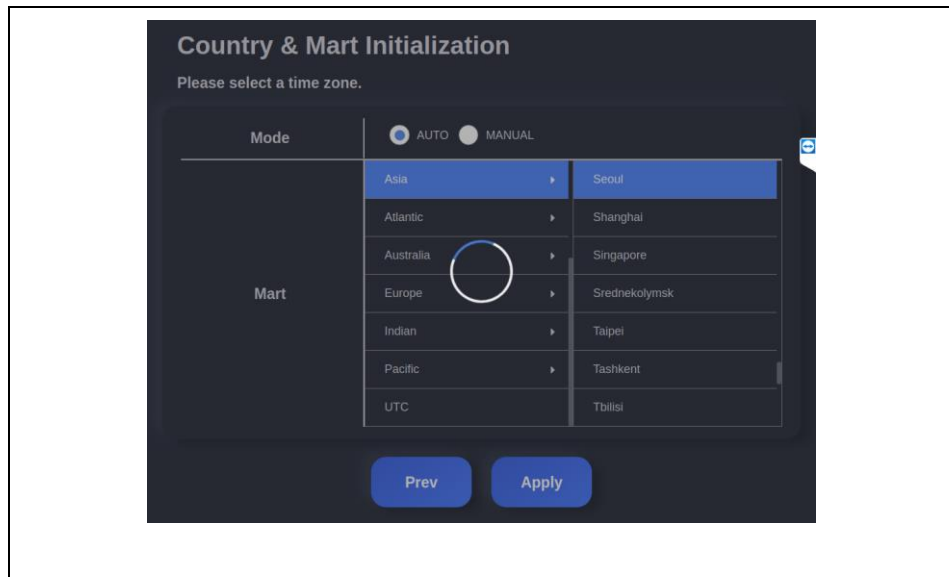 Country & Mart Initialization
Please select a time zone.
Mode
AUTO MANUAL
Mart
Asia
Atlantic
Australia
Europe
Indian
Pacific
UTC
Seoul
Shanghai
Singapore
Srednekolymsk
Taipei
Tashkent
Tbilisi
Prev
Apply